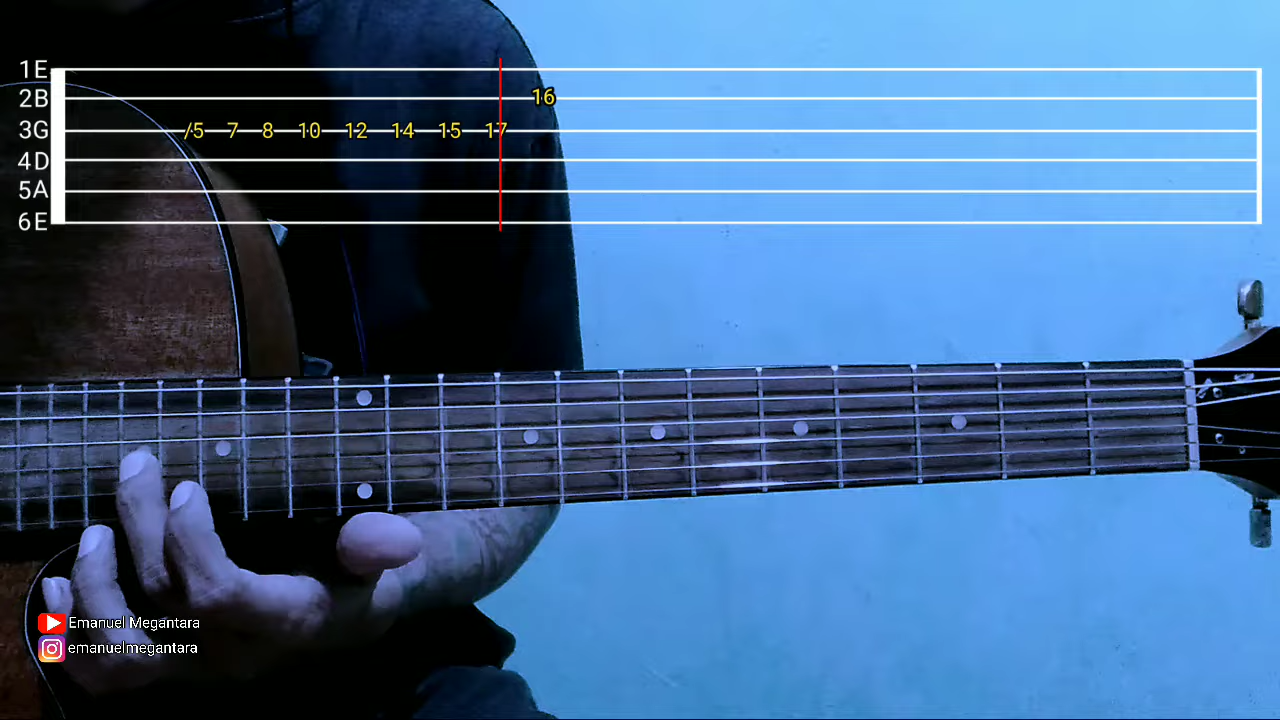 1E
2B 16
3G /5 7 8 10 12 14 15 17
4D
5A
6E
Emanuel Megantara
emanuelmegantara